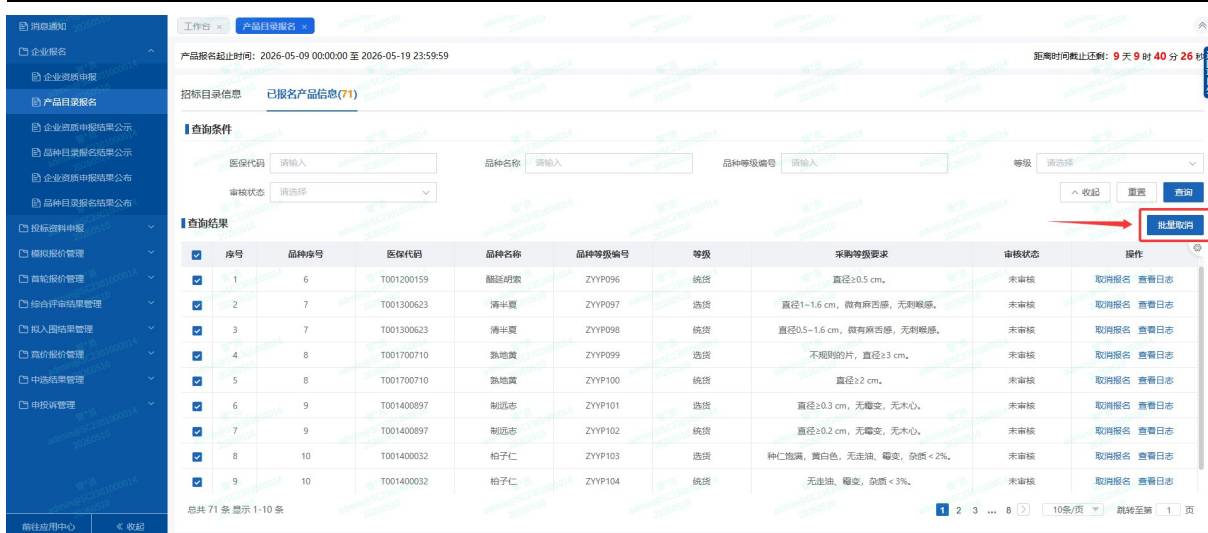 消息通知
工作台 ×
产品目录报名 ×
企业报名
产品报名起止时间：2026-05-09 00:00:00 至 2026-05-19 23:59:59
距离时间截止还剩：9 天 9 时 40 分 26 秒
企业资质申报
产品目录报名
招标目录信息
已报名产品信息(71)
企业资质申报结果公示
查询条件
品种目录报名结果公示
医保代码 请输入
品种名称 请输入
品种等级编号 请输入
等级 请选择
企业资质申报结果公布
审核状态 请选择
收起 重置 查询
品种目录报名结果公布
投标资料申报
查询结果
批量取消
模拟报价管理
序号 品种序号 医保代码 品种名称 品种等级编号 等级 采购等级要求 审核状态 操作
首轮报价管理
1 6 T001200159 醋延胡索 ZYYP096 统货 直径≥0.5 cm。 未审核 取消报名 查看日志
综合评审结果管理
2 7 T001300623 清半夏 ZYYP097 选货 直径1~1.6 cm，微有麻舌感，无刺喉感。 未审核 取消报名 查看日志
拟入围结果管理
3 7 T001300623 清半夏 ZYYP098 统货 直径0.5~1.6 cm，微有麻舌感，无刺喉感。 未审核 取消报名 查看日志
竞价报价管理
4 8 T001700710 熟地黄 ZYYP099 选货 不规则的片，直径≥3 cm。 未审核 取消报名 查看日志
中选结果管理
5 8 T001700710 熟地黄 ZYYP100 统货 直径≥2 cm。 未审核 取消报名 查看日志
申投诉管理
6 9 T001400897 制远志 ZYYP101 选货 直径≥0.3 cm，无霉变，无木心。 未审核 取消报名 查看日志
7 9 T001400897 制远志 ZYYP102 统货 直径≥0.2 cm，无霉变，无木心。 未审核 取消报名 查看日志
8 10 T001400032 柏子仁 ZYYP103 选货 种仁饱满，黄白色，无走油、霉变，杂质＜2%。 未审核 取消报名 查看日志
9 10 T001400032 柏子仁 ZYYP104 统货 无走油、霉变，杂质＜3%。 未审核 取消报名 查看日志
总共 71 条 显示 1-10 条
1 2 3 ... 8 > 10条/页 跳转至第 1 页
前往应用中心 收起